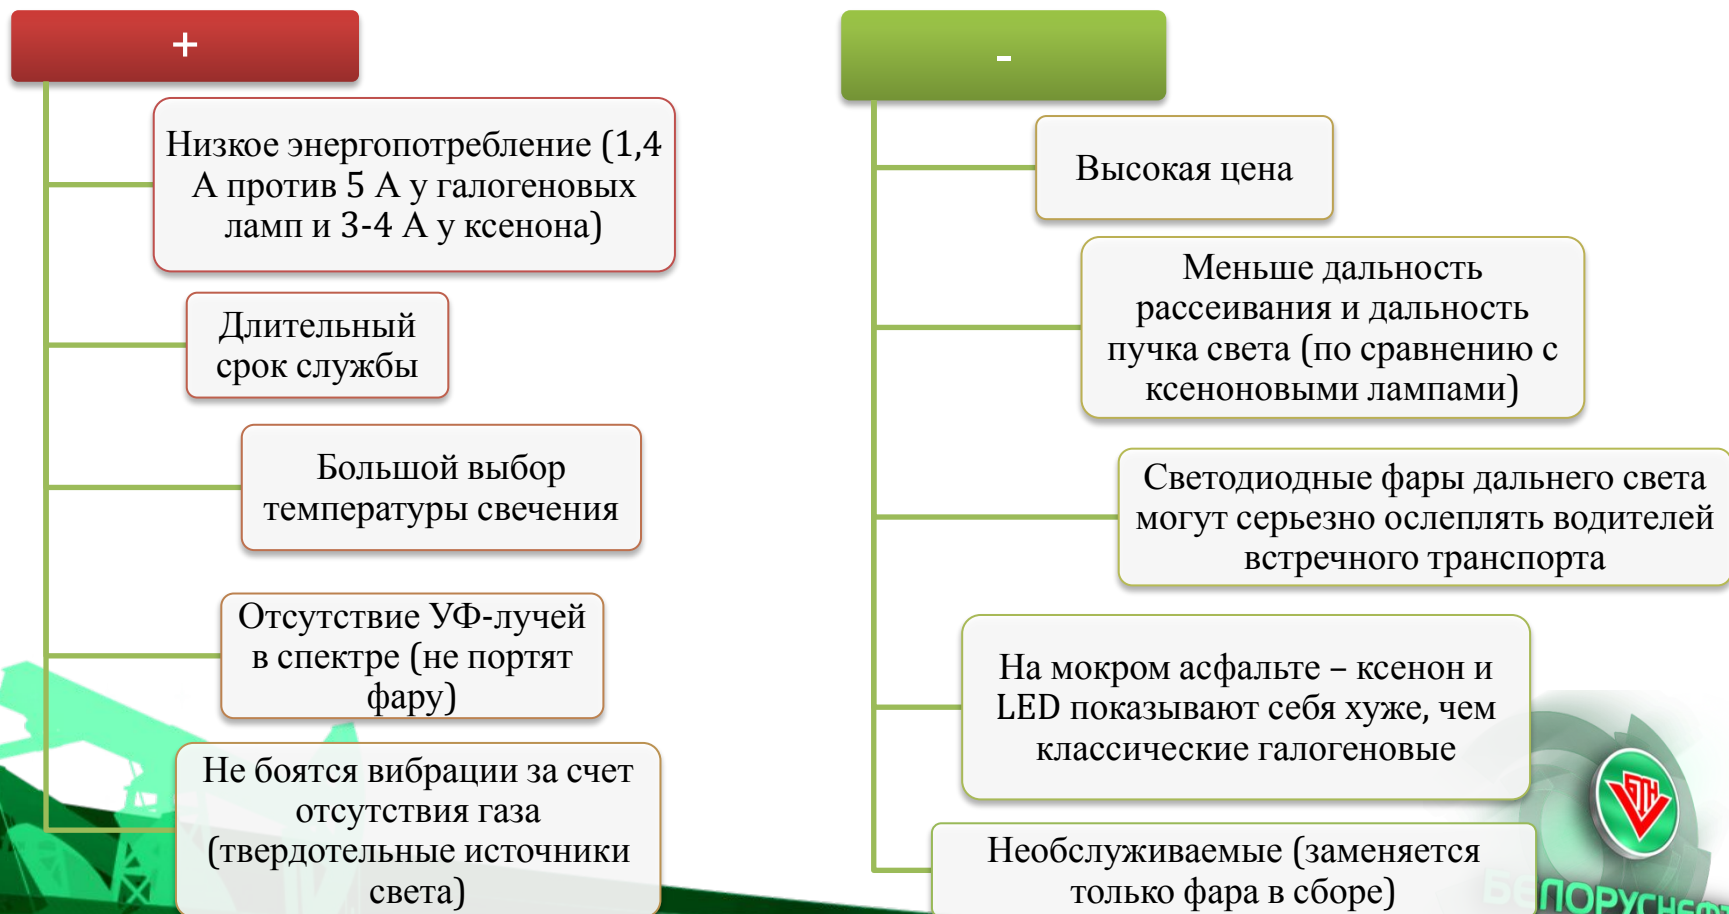 +
Низкое энергопотребление (1,4
А против 5 А у галогеновых
ламп и 3-4 А у ксенона)
Длительный
срок службы
Большой выбор
температуры свечения
Отсутствие УФ-лучей
в спектре (не портят
фару)
Не боятся вибрации за счет
отсутствия газа
(твердотельные источники
света)
-
Высокая цена
Меньше дальность
рассеивания и дальность
пучка света (по сравнению с
ксеноновыми лампами)
Светодиодные фары дальнего света
могут серьезно ослеплять водителей
встречного транспорта
На мокром асфальте – ксенон и
LED показывают себя хуже, чем
классические галогеновые
Необслуживаемые (заменяется
только фара в сборе)
БТН